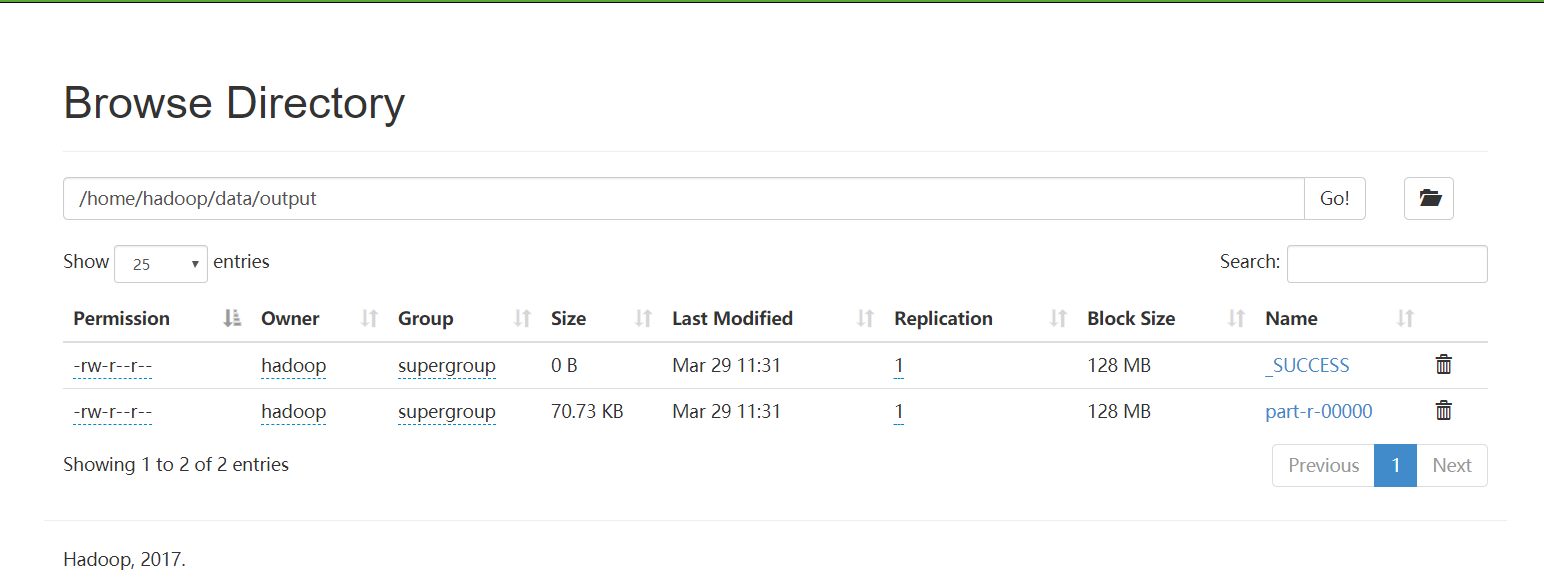 Browse Directory
/home/hadoop/data/output Go!
Show 25 entries Search:
Permission Owner Group Size Last Modified Replication Block Size Name
-rw-r--r-- hadoop supergroup 0 B Mar 29 11:31 1 128 MB _SUCCESS
-rw-r--r-- hadoop supergroup 70.73 KB Mar 29 11:31 1 128 MB part-r-00000
Showing 1 to 2 of 2 entries Previous 1 Next
Hadoop, 2017.